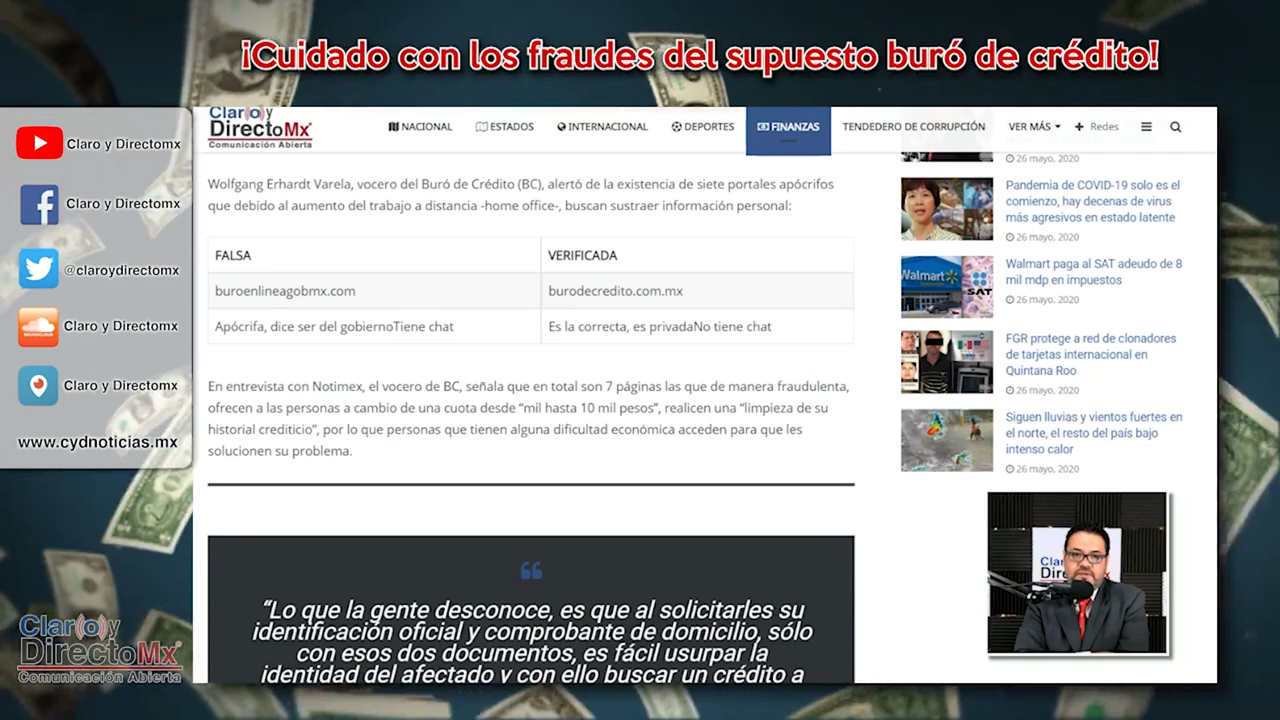 ¡Cuidado con los fraudes del supuesto buró de crédito!
Claro y Directomx
Claro y Directomx
@claroydirectomx
SOUNDCLOUD
Claro y Directomx
Claro y Directomx
www.cydnoticias.mx
Claroy
DirectoMx
Comunicación Abierta
Claroy
DirectoMx
Comunicación Abierta
NACIONAL
ESTADOS
INTERNACIONAL
DEPORTES
FINANZAS
TENDEDERO DE CORRUPCIÓN
VER MÁS
Redes
Wolfgang Erhardt Varela, vocero del Buró de Crédito (BC), alertó de la existencia de siete portales apócrifos
que debido al aumento del trabajo a distancia -home office-, buscan sustraer información personal:
FALSA
VERIFICADA
buroenlineagobmx.com
burodecredito.com.mx
Apócrifa, dice ser del gobiernoTiene chat
Es la correcta, es privadaNo tiene chat
En entrevista con Notimex, el vocero de BC, señala que en total son 7 páginas las que de manera fraudulenta,
ofrecen a las personas a cambio de una cuota desde “mil hasta 10 mil pesos”, realicen una “limpieza de su
historial crediticio”, por lo que personas que tienen alguna dificultad económica acceden para que les
solucionen su problema.
“Lo que la gente desconoce, es que al solicitarles su
identificación oficial y comprobante de domicilio, sólo
con esos dos documentos, es fácil usurpar la
identidad del afectado y con ello buscar un crédito a
26 mayo, 2020
Pandemia de COVID-19 solo es el
comienzo, hay decenas de virus
más agresivos en estado latente
26 mayo, 2020
Walmart
SAT
Walmart paga al SAT adeudo de 8
mil mdp en impuestos
26 mayo, 2020
FGR protege a red de clonadores
de tarjetas internacional en
Quintana Roo
26 mayo, 2020
Siguen lluvias y vientos fuertes en
el norte, el resto del país bajo
intenso calor
26 mayo, 2020